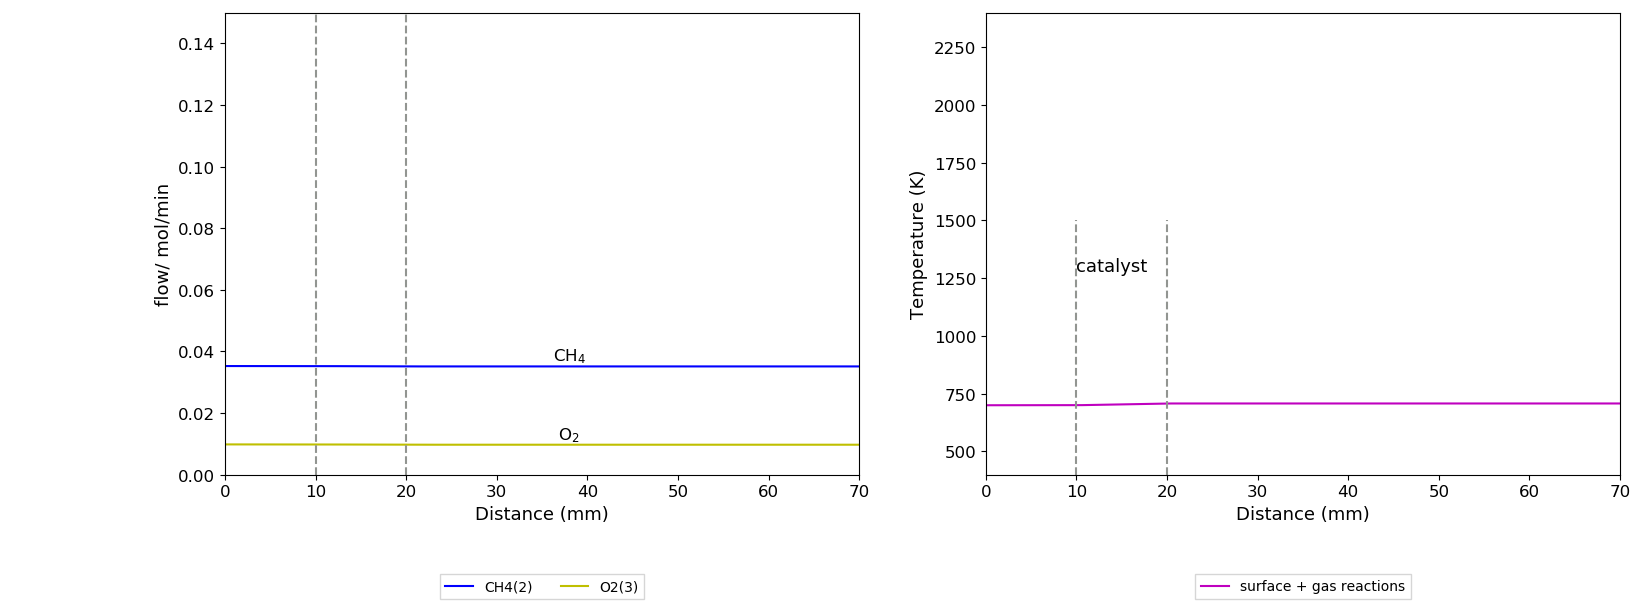 flow/ mol/min
0.14
0.12
0.10
0.08
0.06
0.04
0.02
0.00
CH₄
O₂
0 10 20 30 40 50 60 70
Distance (mm)
CH4(2) O2(3)
Temperature (K)
2250
2000
1750
1500
1250
1000
750
500
catalyst
0 10 20 30 40 50 60 70
Distance (mm)
surface + gas reactions